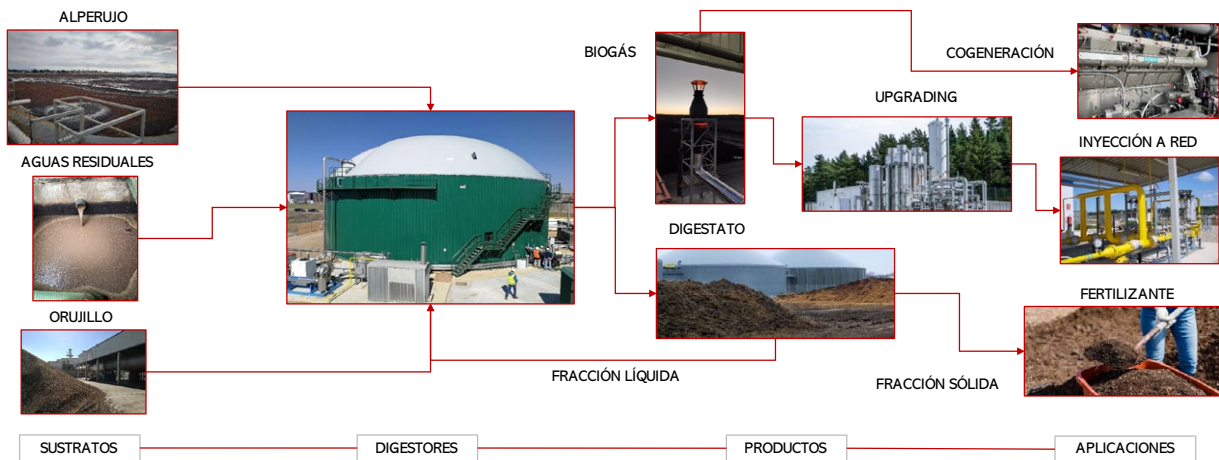 ALPERUJO
BIOGÁS
COGENERACIÓN
UPGRADING
INYECCIÓN A RED
AGUAS RESIDUALES
DIGESTATO
ORUJILLO
FERTILIZANTE
FRACCIÓN LÍQUIDA
FRACCIÓN SÓLIDA
SUSTRATOS
DIGESTORES
PRODUCTOS
APLICACIONES